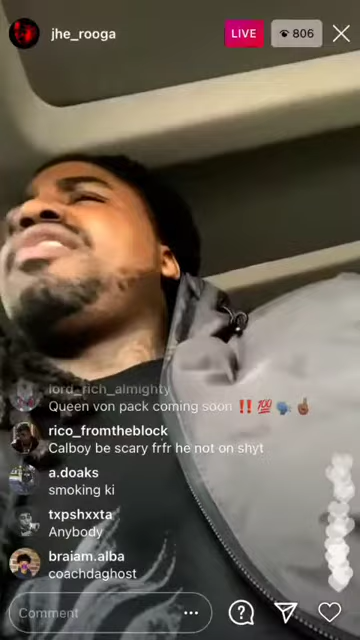 jhe_rooga
LIVE
806
lord_rich_almighty
Queen von pack coming soon ‼️ 💯 🗣️ ☝🏾
rico_fromtheblock
Calboy be scary frfr he not on shyt
a.doaks
smoking ki
txpshxxta
Anybody
braiam.alba
coachdaghost
Comment